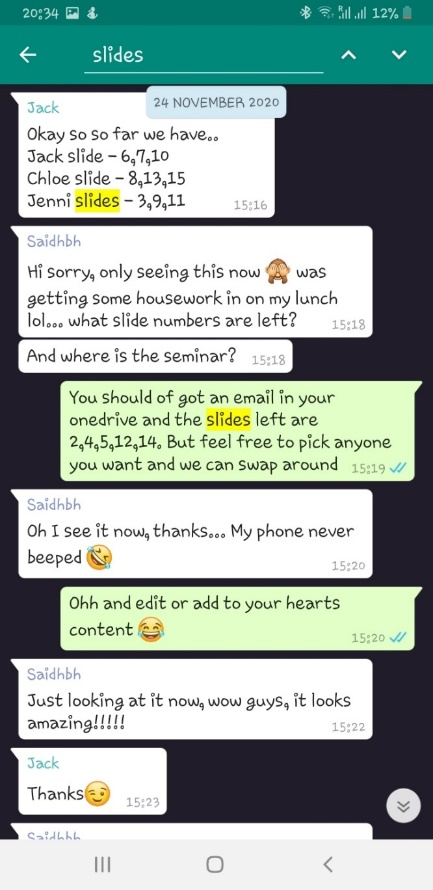 20:34 12%
slides
24 NOVEMBER 2020
Jack
Okay so so far we have..
Jack slide - 6,7,10
Chloe slide - 8,13,15
Jenni slides - 3,9,11
15:16
Saidhbh
Hi sorry, only seeing this now 🙈 was
getting some housework in on my lunch
lol... what slide numbers are left?
15:18
And where is the seminar? 15:18
You should of got an email in your
onedrive and the slides left are
2,4,5,12,14. But feel free to pick anyone
you want and we can swap around 15:19
Saidhbh
Oh I see it now, thanks... My phone never
beeped 🤣
15:20
Ohh and edit or add to your hearts
content 😂
15:20
Saidhbh
Just looking at it now, wow guys, it looks
amazing!!!!!
15:22
Jack
Thanks😉 15:23
Saidhbh